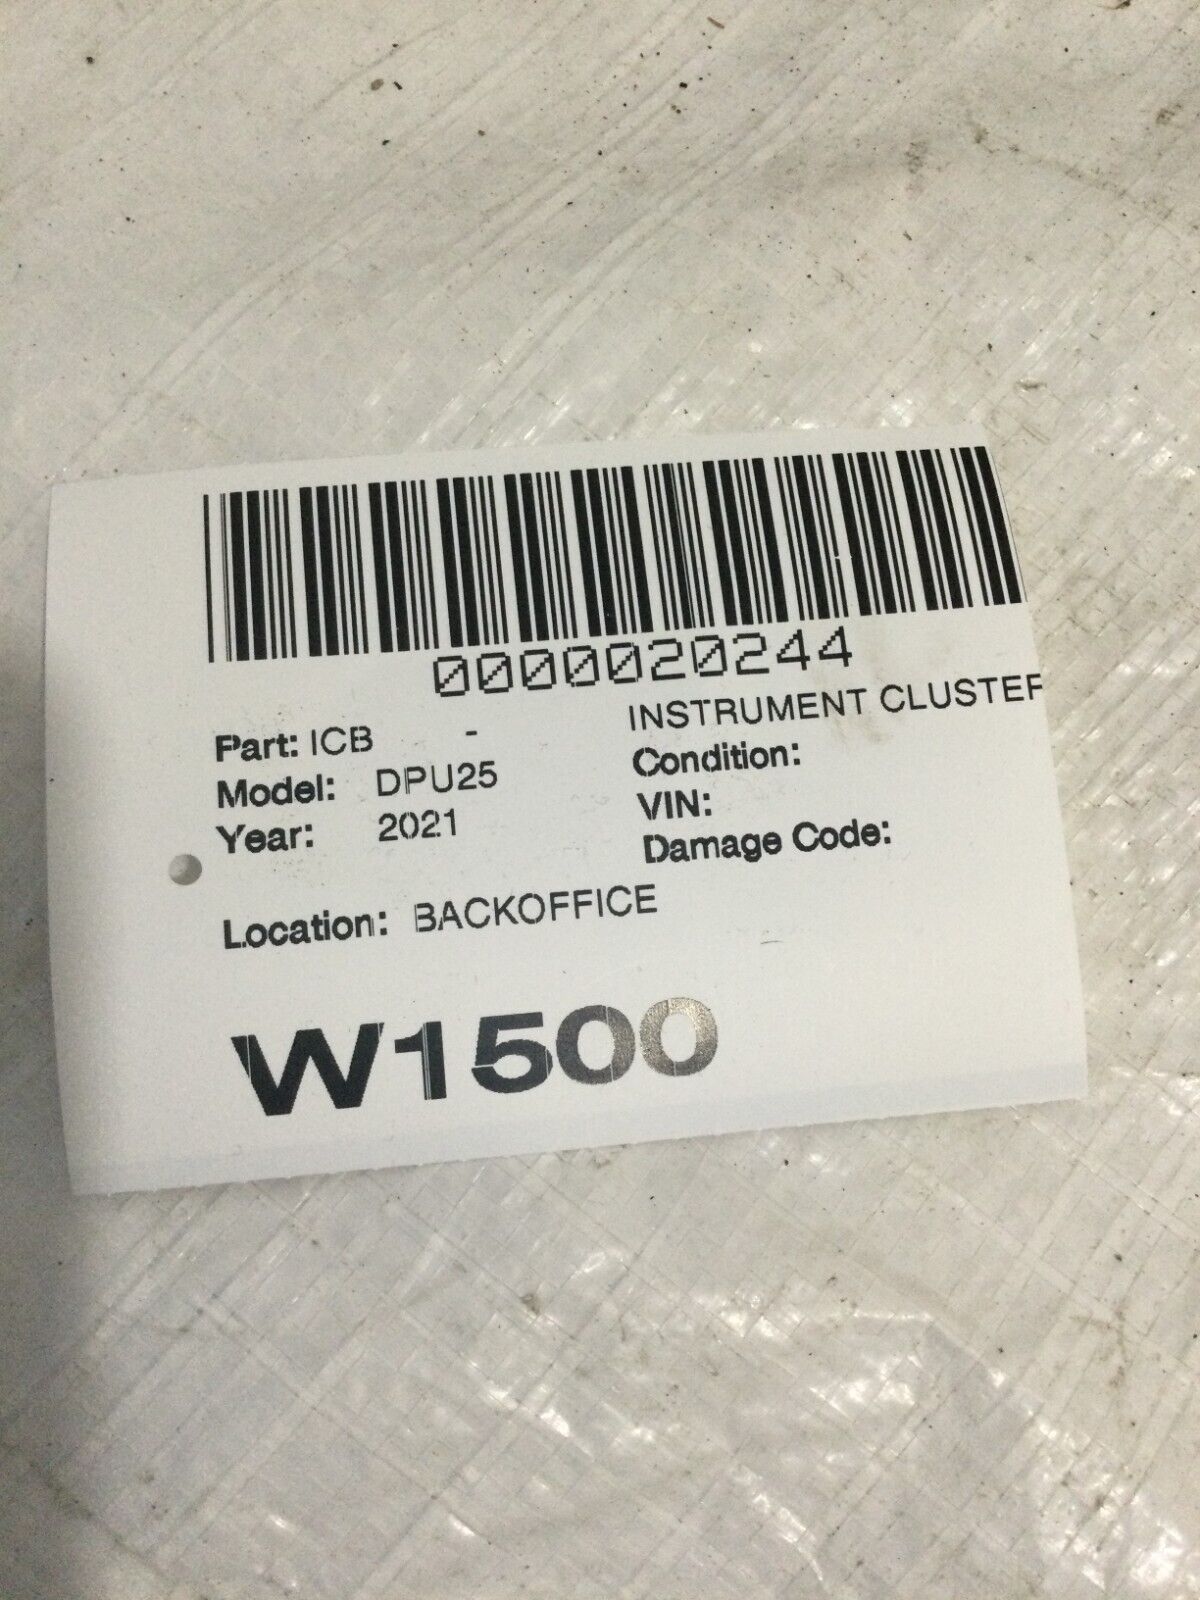 0000020244
Part: ICB - INSTRUMENT CLUSTER
Model: DPU25 Condition:
Year: 2021 VIN:
Damage Code:
Location: BACKOFFICE
W1500